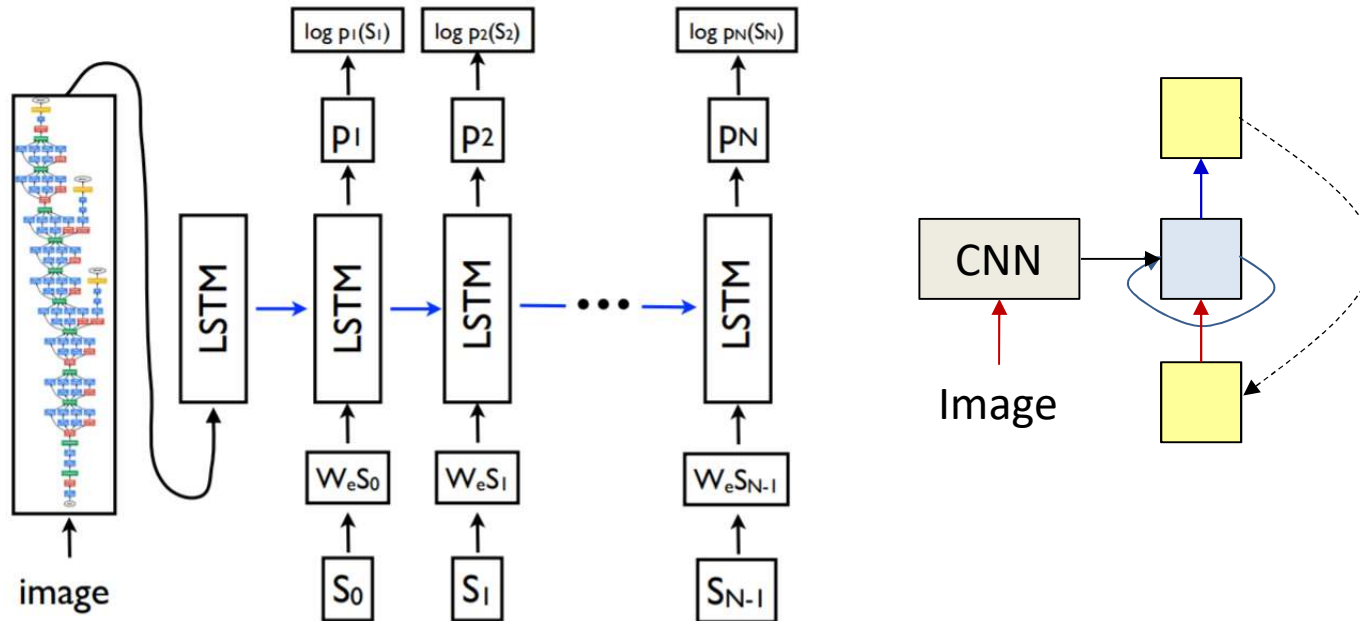 log p₁(S₁) log p₂(S₂) log pN(SN)
p₁ p₂ pN
LSTM LSTM LSTM ••• LSTM
CNN
WₑS₀ WₑS₁ WₑSN-1
Image
image S₀ S₁ SN-1